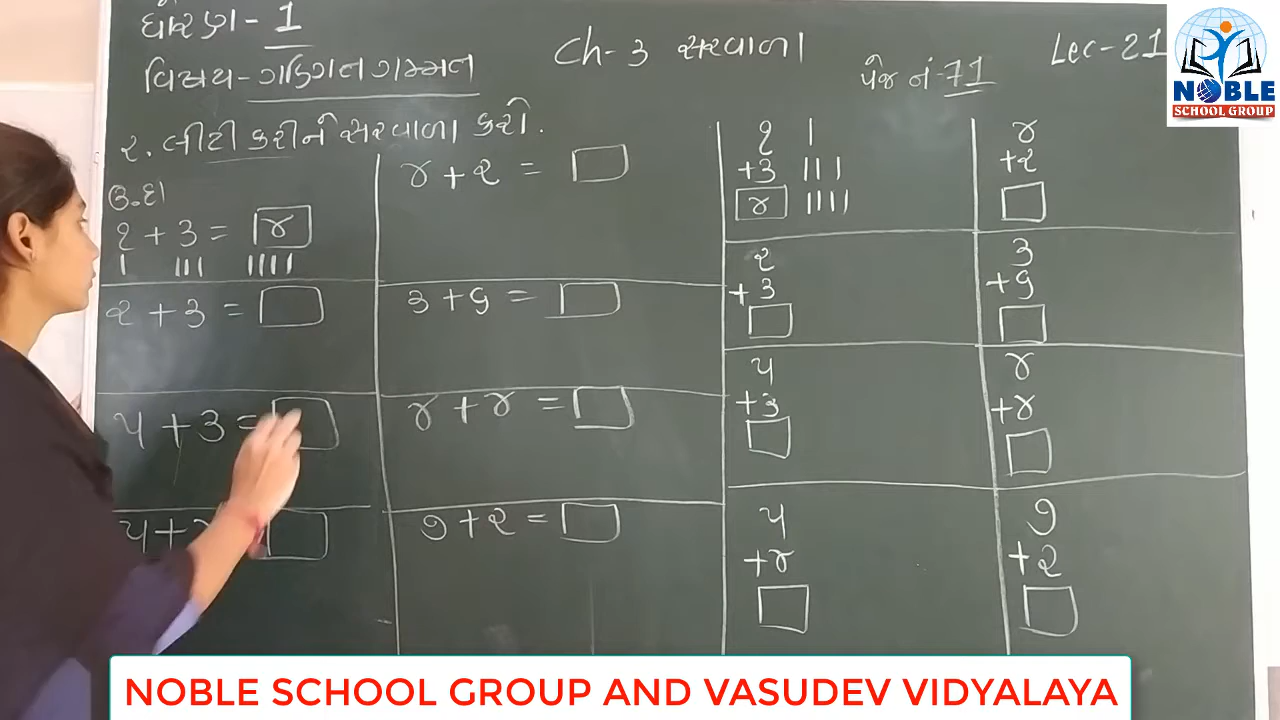 ધોરણ - 1
વિષય - ગણિત ગમ્મત
Ch-3 સરવાળા
પેજ નં - 71
Lec-21
NOBLE
SCHOOL GROUP
૨. લીટી કરીને સરવાળા કરો.
ઉ.દા
૧ + ૩ = ૪
| ||| ||||
૨ + ૩ =
૫ + ૩ =
૫ +
૪ + ૨ =
૩ + ૬ =
૪ + ૪ =
૭ + ૨ =
૧ |
+૩ |||
૪ ||||
૨
+૩
૫
+૩
૫
+૪
૪
+૨
૩
+૬
૪
+૪
૭
+૨
NOBLE SCHOOL GROUP AND VASUDEV VIDYALAYA